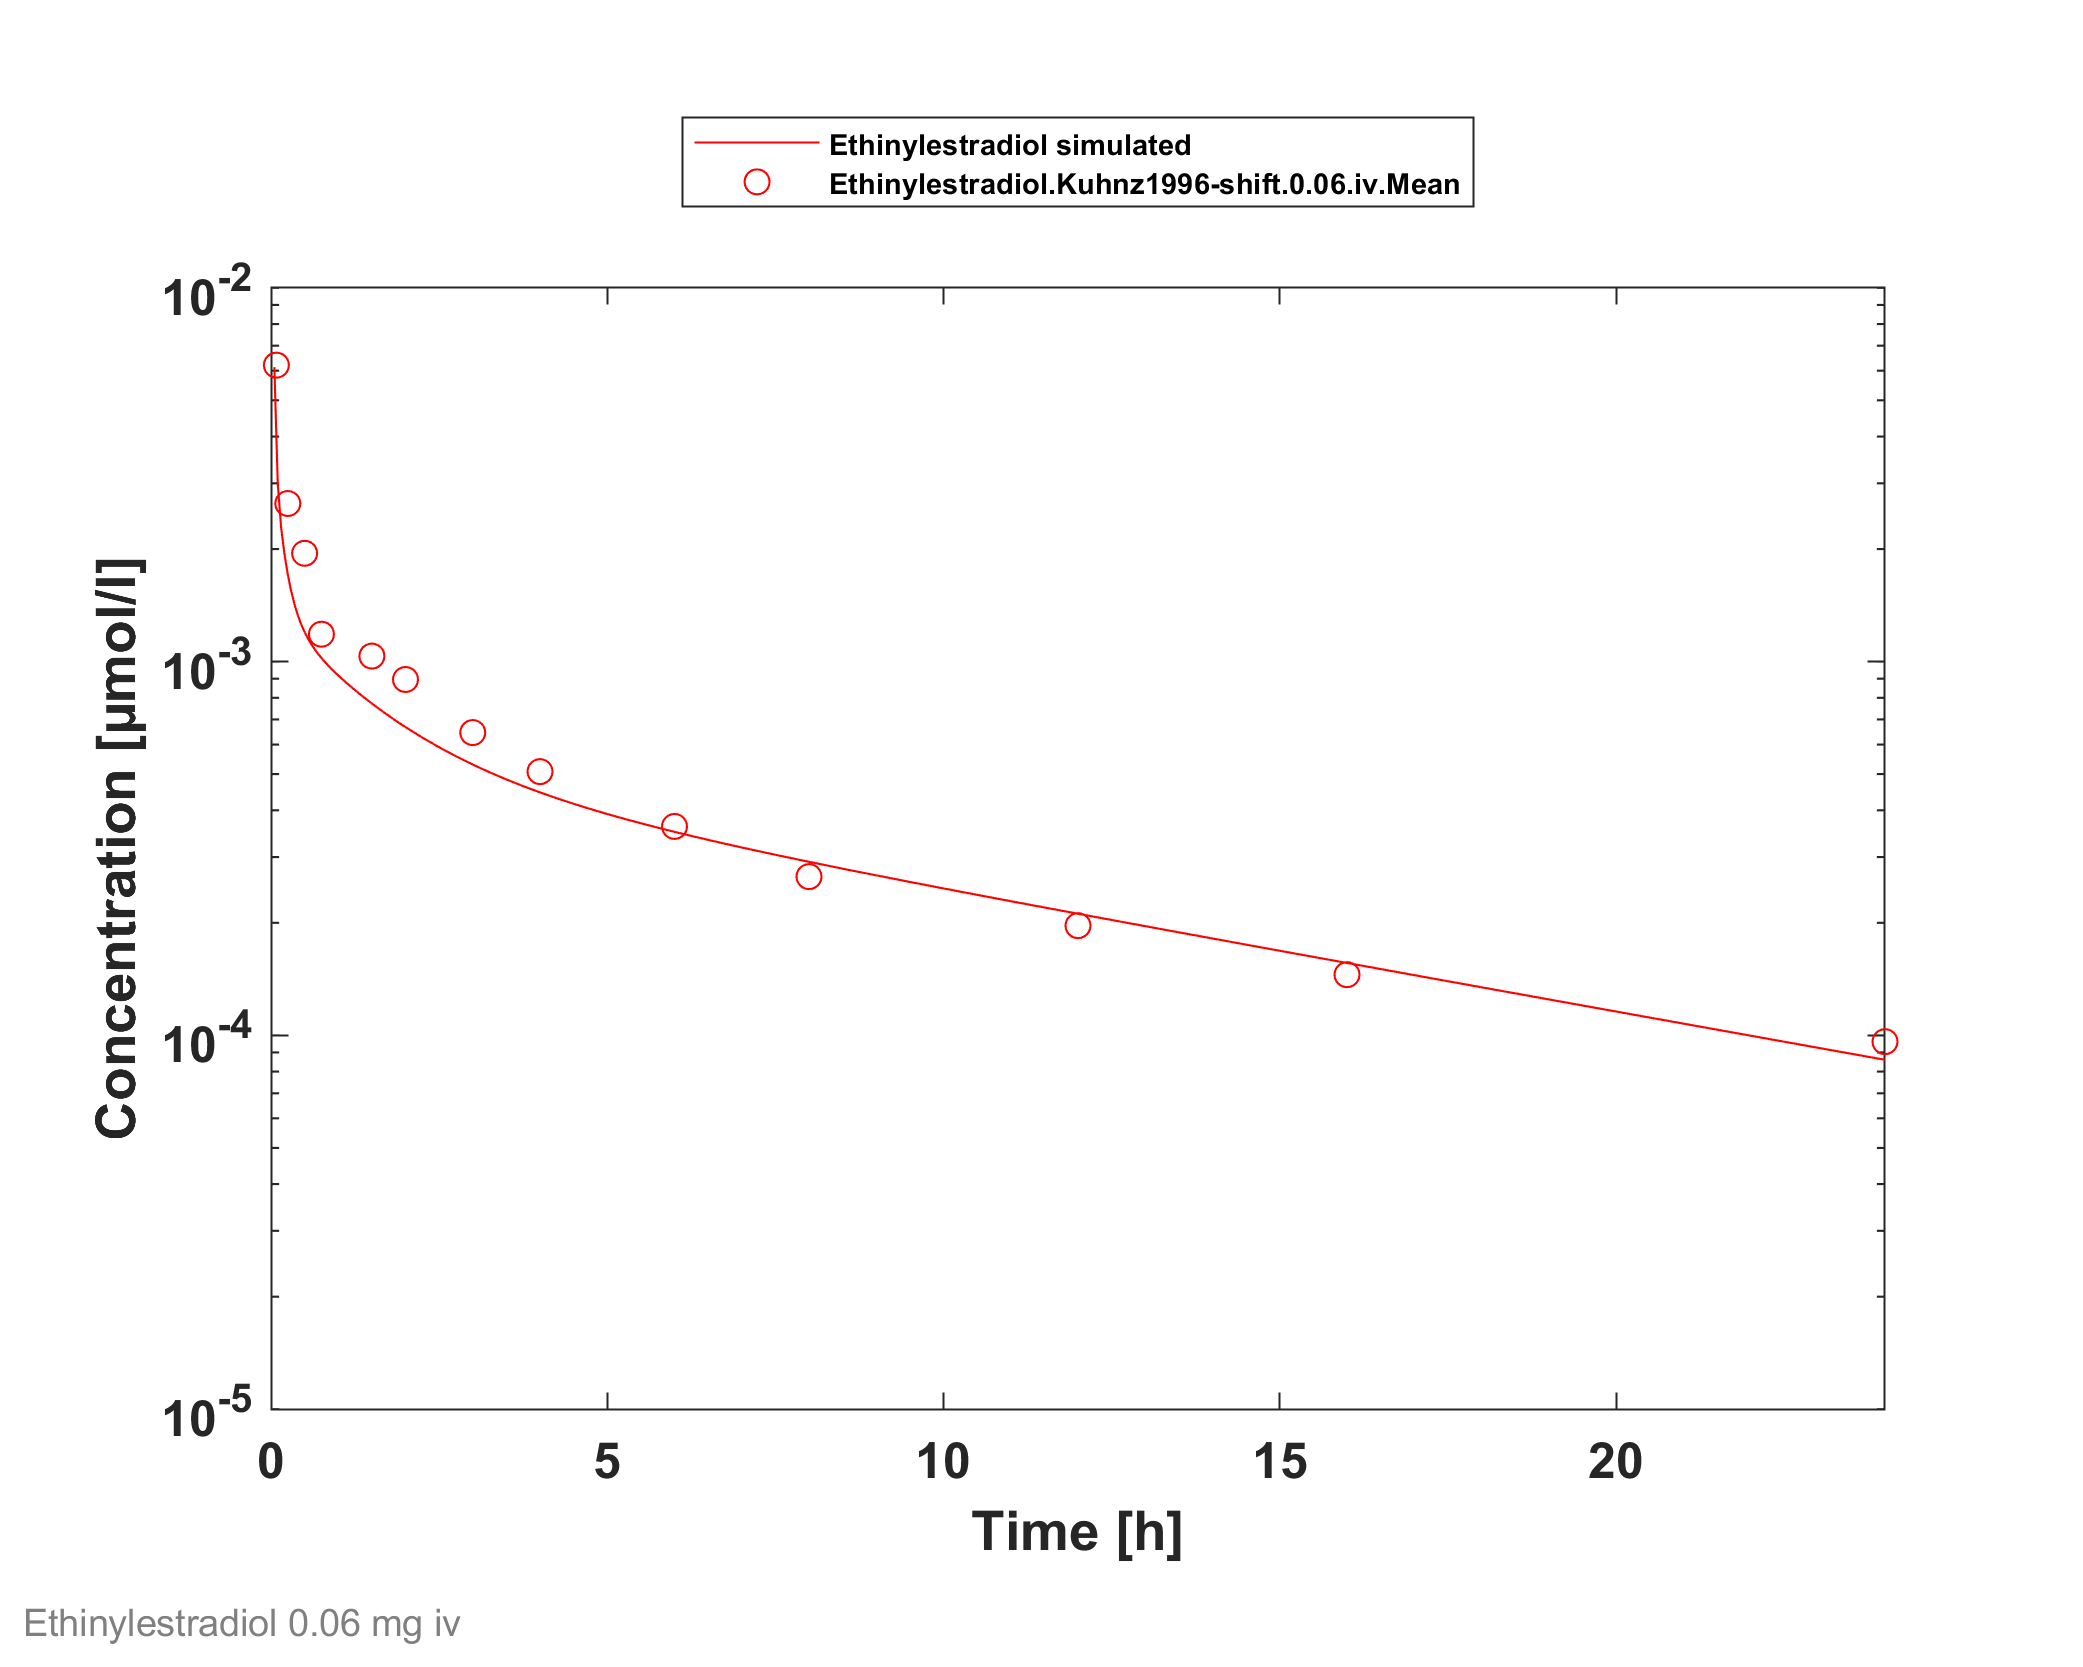 Ethinylestradiol simulated
Ethinylestradiol.Kuhnz1996-shift.0.06.iv.Mean
10-2
10-3
10-4
10-5
Concentration [µmol/l]
0 5 10 15 20
Time [h]
Ethinylestradiol 0.06 mg iv